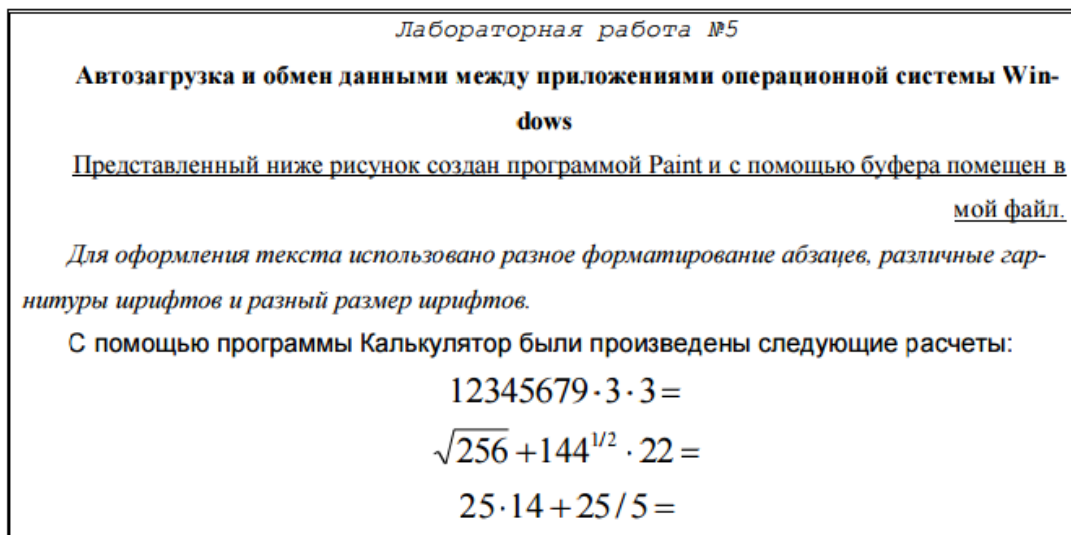 Лабораторная работа №5
Автозагрузка и обмен данными между приложениями операционной системы Win-
dows
Представленный ниже рисунок создан программой Paint и с помощью буфера помещен в
мой файл.
Для оформления текста использовано разное форматирование абзацев, различные гар-
нитуры шрифтов и разный размер шрифтов.
С помощью программы Калькулятор были произведены следующие расчеты:
12345679·3·3=
√256+144^{1/2}·22=
25·14+25/5=